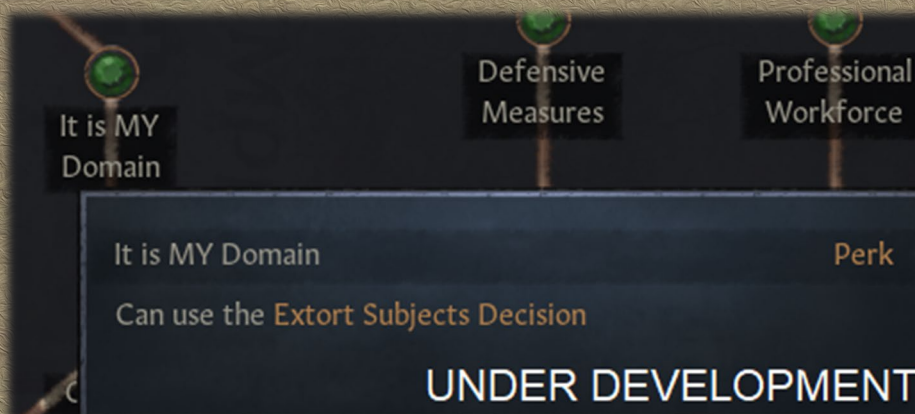 It is MY
Domain
Defensive
Measures
Professional
Workforce
It is MY Domain
Perk
Can use the Extort Subjects Decision
UNDER DEVELOPMENT